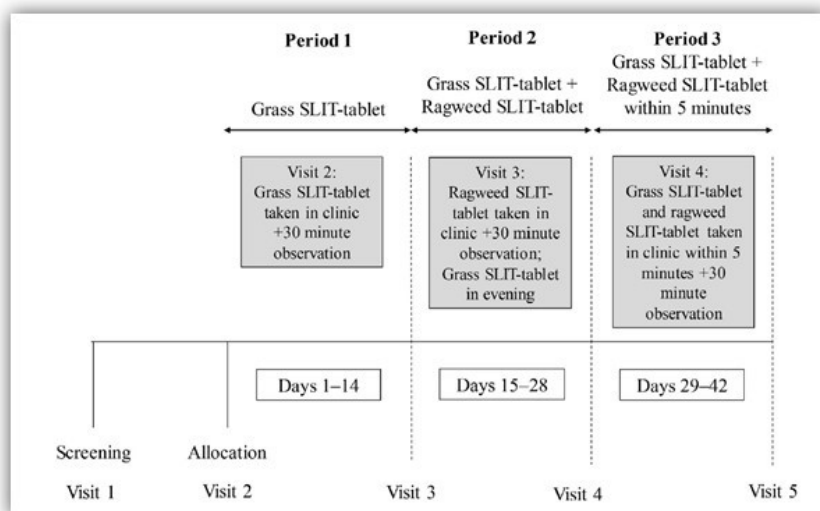 Period 1
Grass SLIT-tablet
Period 2
Grass SLIT-tablet +
Ragweed SLIT-tablet
Period 3
Grass SLIT-tablet +
Ragweed SLIT-tablet
within 5 minutes
Visit 2:
Grass SLIT-tablet
taken in clinic
+30 minute
observation
Visit 3:
Ragweed SLIT-
tablet taken in
clinic +30 minute
observation;
Grass SLIT-tablet
in evening
Visit 4:
Grass SLIT-tablet
and ragweed
SLIT-tablet taken
in clinic within 5
minutes +30
minute
observation
Days 1–14
Days 15–28
Days 29–42
Screening
Allocation
Visit 1
Visit 2
Visit 3
Visit 4
Visit 5